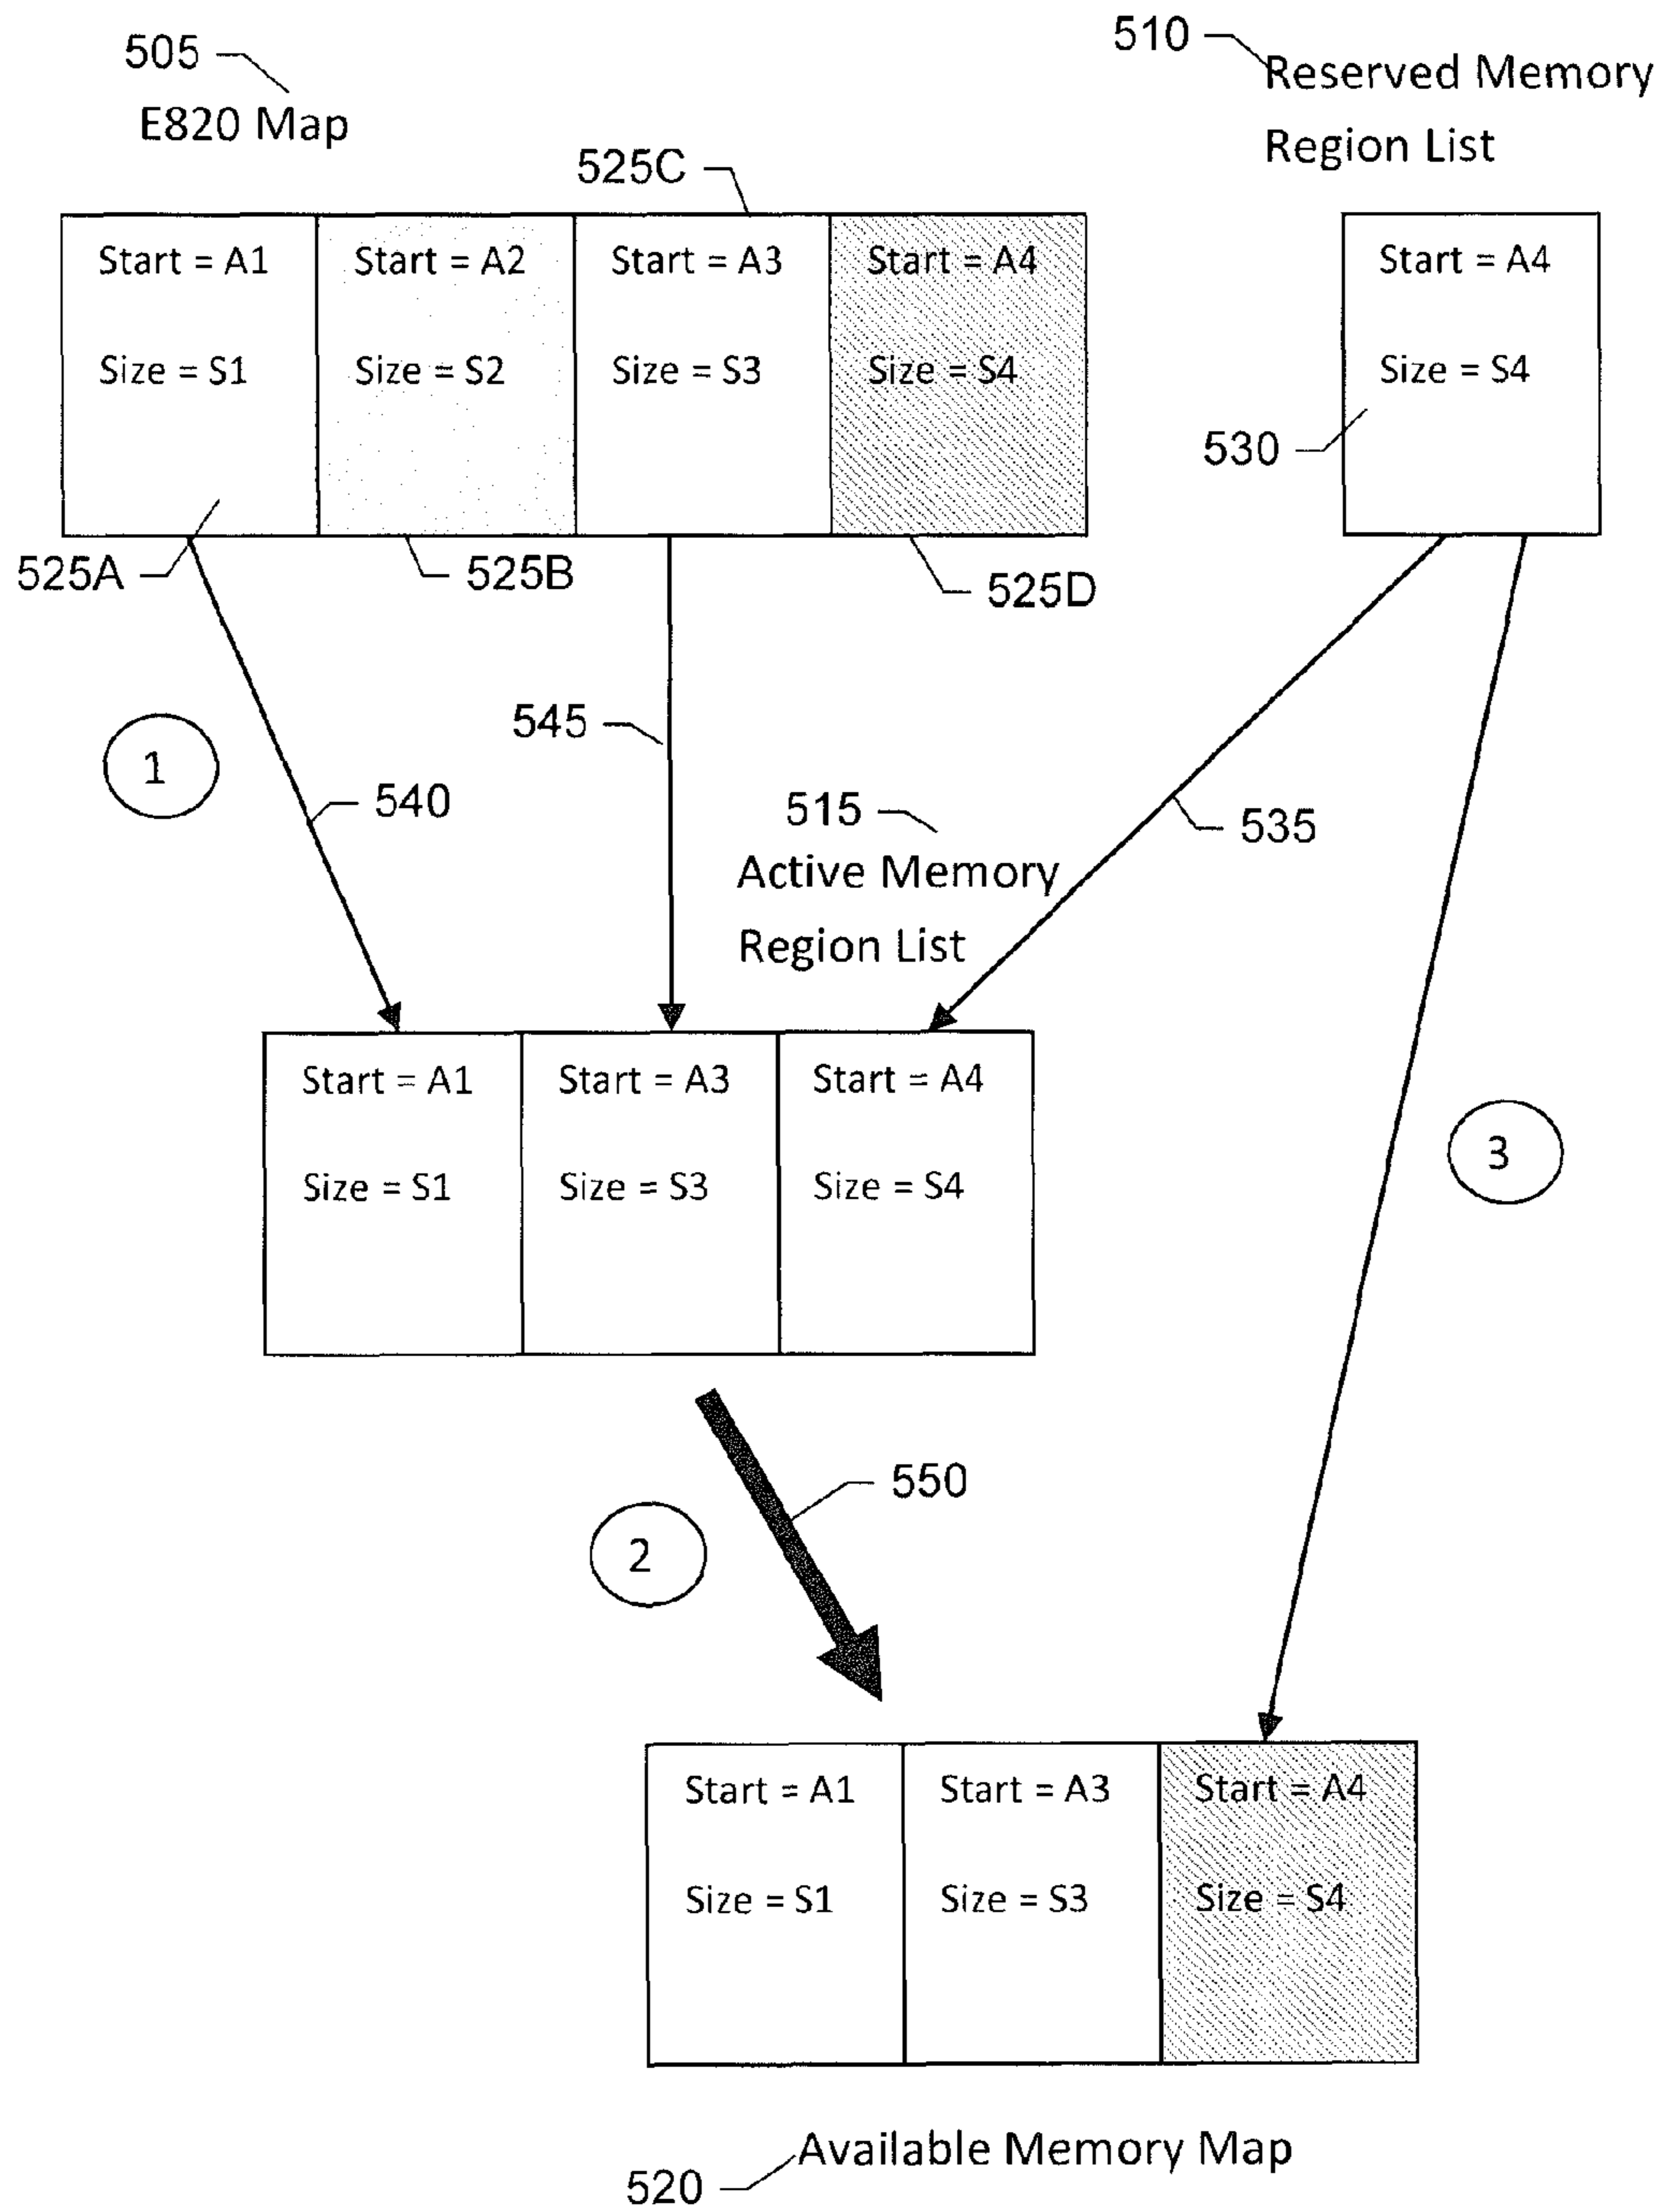 505
E820 Map
510
Reserved Memory
Region List
525C
Start = A1
Size = S1
Start = A2
Size = S2
Start = A3
Size = S3
Start = A4
Size = S4
Start = A4
Size = S4
530
525A
525B
525D
1
540
545
515
Active Memory
Region List
535
Start = A1
Size = S1
Start = A3
Size = S3
Start = A4
Size = S4
3
550
2
Start = A1
Size = S1
Start = A3
Size = S3
Start = A4
Size = S4
Available Memory Map
520